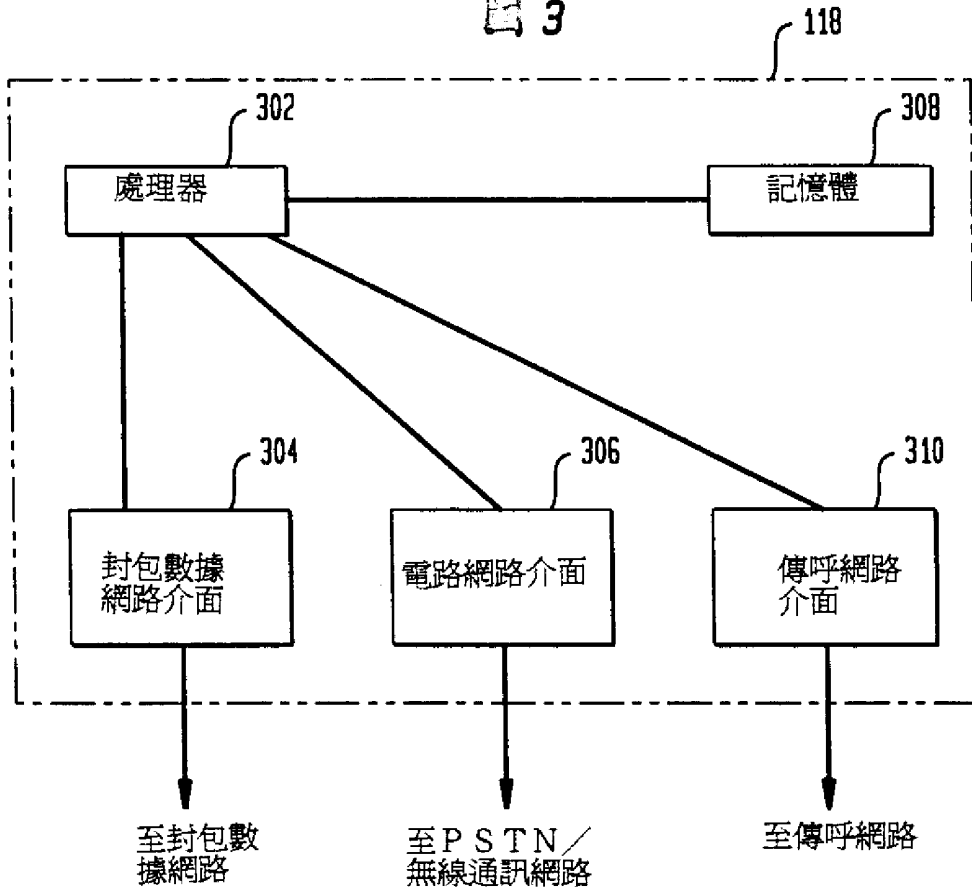 圖 3
118
302
308
處理器
記憶體
304
306
310
封包數據
網路介面
電路網路介面
傳呼網路
介面
至封包數
據網路
至PSTN／
無線通訊網路
至傳呼網路